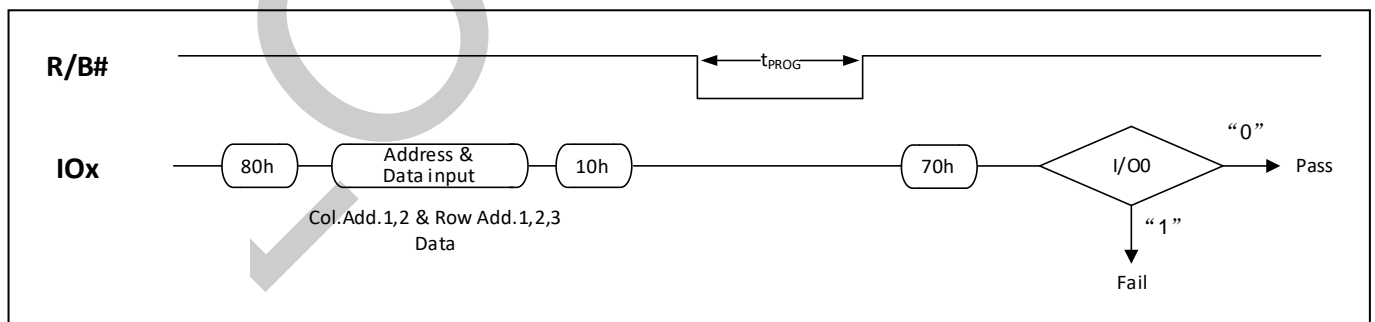 R/B#
tPROG
IOx
80h
Address &
Data input
10h
70h
I/O0
“0”
Pass
Col.Add.1,2 & Row Add.1,2,3
Data
“1”
Fail